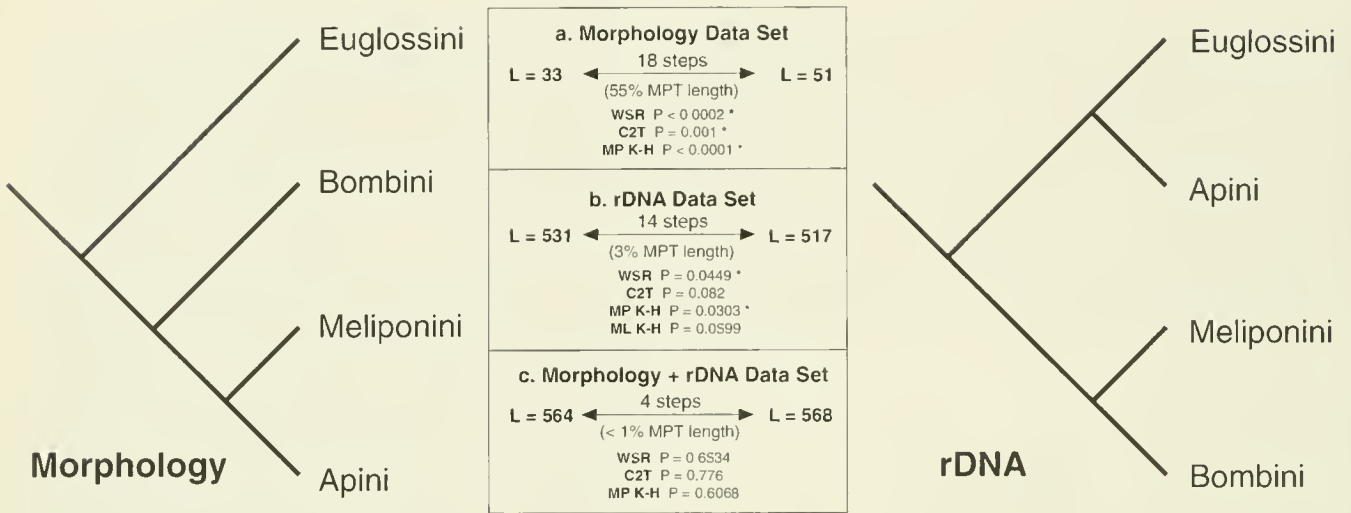 Euglossini
Bombini
Meliponini
Apini
Morphology
a. Morphology Data Set
18 steps
L = 33
L = 51
(55% MPT length)
WSR P < 0 0002 *
C2T P = 0.001 *
MP K-H P < 0.0001 *
b. rDNA Data Set
14 steps
L = 531
L = 517
(3% MPT length)
WSR P = 0.0449 *
C2T P = 0.082
MP K-H P = 0.0303 *
ML K-H P = 0.0599
c. Morphology + rDNA Data Set
4 steps
L = 564
L = 568
(< 1% MPT length)
WSR P = 0 6534
C2T P = 0.776
MP K-H P = 0.6068
Euglossini
Apini
Meliponini
Bombini
rDNA